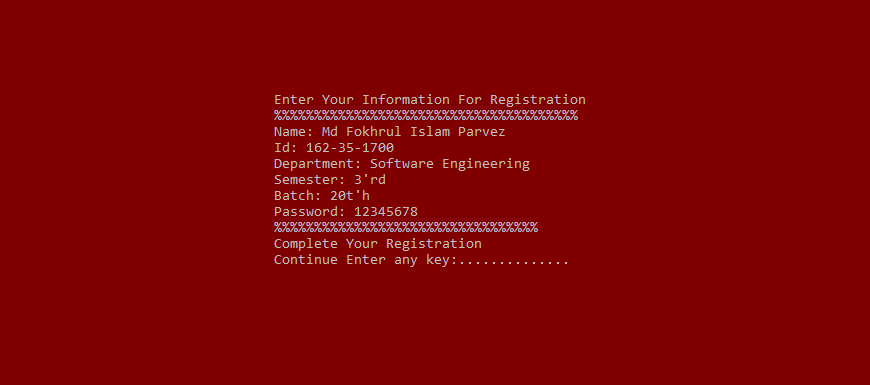 Enter Your Information For Registration
%%%%%%%%%%%%%%%%%%%%%%%%%%%%%%%%%%%%%%
Name: Md Fokhrul Islam Parvez
Id: 162-35-1700
Department: Software Engineering
Semester: 3'rd
Batch: 20t'h
Password: 12345678
%%%%%%%%%%%%%%%%%%%%%%%%%%%%%%%%%
Complete Your Registration
Continue Enter any key:..............